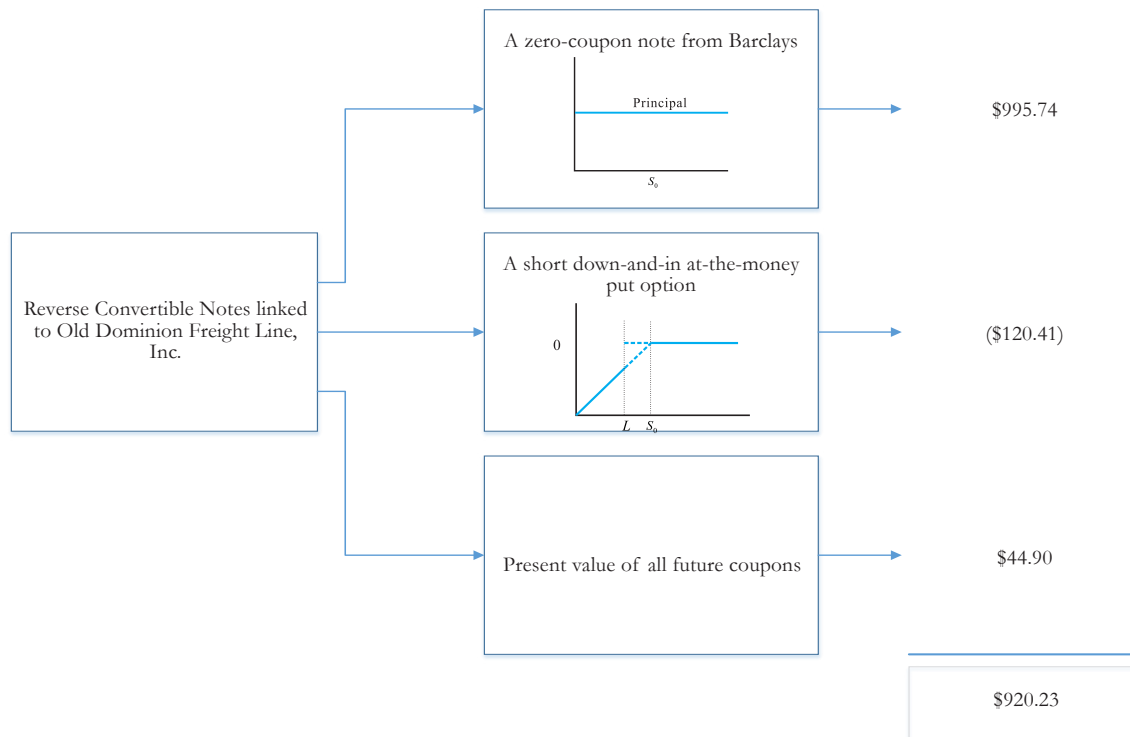 A zero-coupon note from Barclays
Principal
S₀
$995.74
Reverse Convertible Notes linked
to Old Dominion Freight Line,
Inc.
A short down-and-in at-the-money
put option
0
L S₀
($120.41)
Present value of all future coupons
$44.90
$920.23